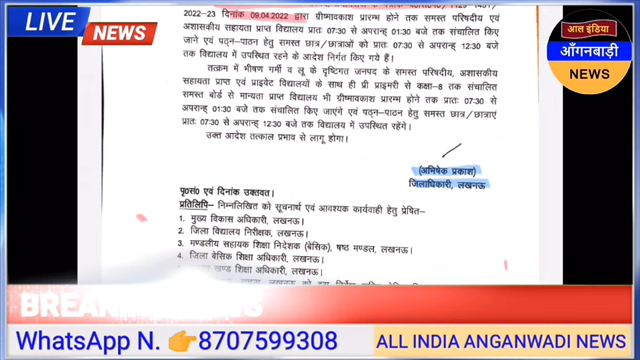 LIVE NEWS
आल इंडिया
आँगनबाड़ी
NEWS
2022-23 दिनांक 09.04.2022 द्वारा ग्रीष्मावकाश प्रारम्भ होने तक समस्त परिषदीय एवं
अशासकीय सहायता प्राप्त विद्यालय प्रातः 07:30 से अपरान्ह् 01:30 बजे तक संचालित किए
जाने एवं पठन-पाठन हेतु समस्त छात्र/छात्राओं को प्रातः 07:30 से अपरान्ह् 12:30 बजे
तक विद्यालय में उपस्थित रहने के आदेश निर्गत किए गये हैं।
तत्क्रम में भीषण गर्मी व लू के दृष्टिगत जनपद के समस्त परिषदीय, अशासकीय
सहायता प्राप्त एवं प्राइवेट विद्यालयों के साथ ही प्री प्राइमरी से कक्षा-8 तक संचालित
समस्त बोर्ड से मान्यता प्राप्त विद्यालय भी ग्रीष्मावकाश प्रारम्भ होने तक प्रातः 07:30 से
अपरान्ह् 01:30 बजे तक संचालित किए जाएंगे एवं पठन-पाठन हेतु समस्त छात्र/छात्राएं
प्रातः 07:30 से अपरान्ह् 12:30 बजे तक विद्यालय में उपस्थित रहेंगे।
उक्त आदेश तत्काल प्रभाव से लागू होगा।
(अभिषेक प्रकाश)
जिलाधिकारी, लखनऊ
पृ०सं० एवं दिनांक उक्तवत।
प्रतिलिपि- निम्नलिखित को सूचनार्थ एवं आवश्यक कार्यवाही हेतु प्रेषित-
1. मुख्य विकास अधिकारी, लखनऊ।
2. जिला विद्यालय निरीक्षक, लखनऊ।
3. मण्डलीय सहायक शिक्षा निदेशक (बेसिक), षष्ठ मण्डल, लखनऊ।
4. जिला बेसिक शिक्षा अधिकारी, लखनऊ।
खण्ड शिक्षा अधिकारी, लखनऊ।
WhatsApp N. 👉8707599308
ALL INDIA ANGANWADI NEWS